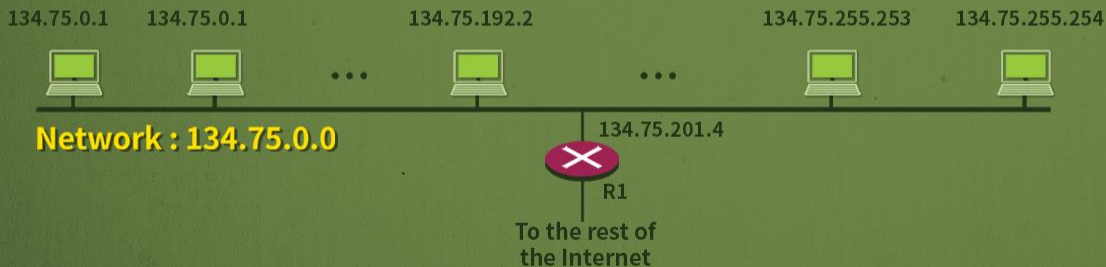 134.75.0.1 134.75.0.1 134.75.192.2 134.75.255.253 134.75.255.254
Network : 134.75.0.0
134.75.201.4
R1
To the rest of
the Internet